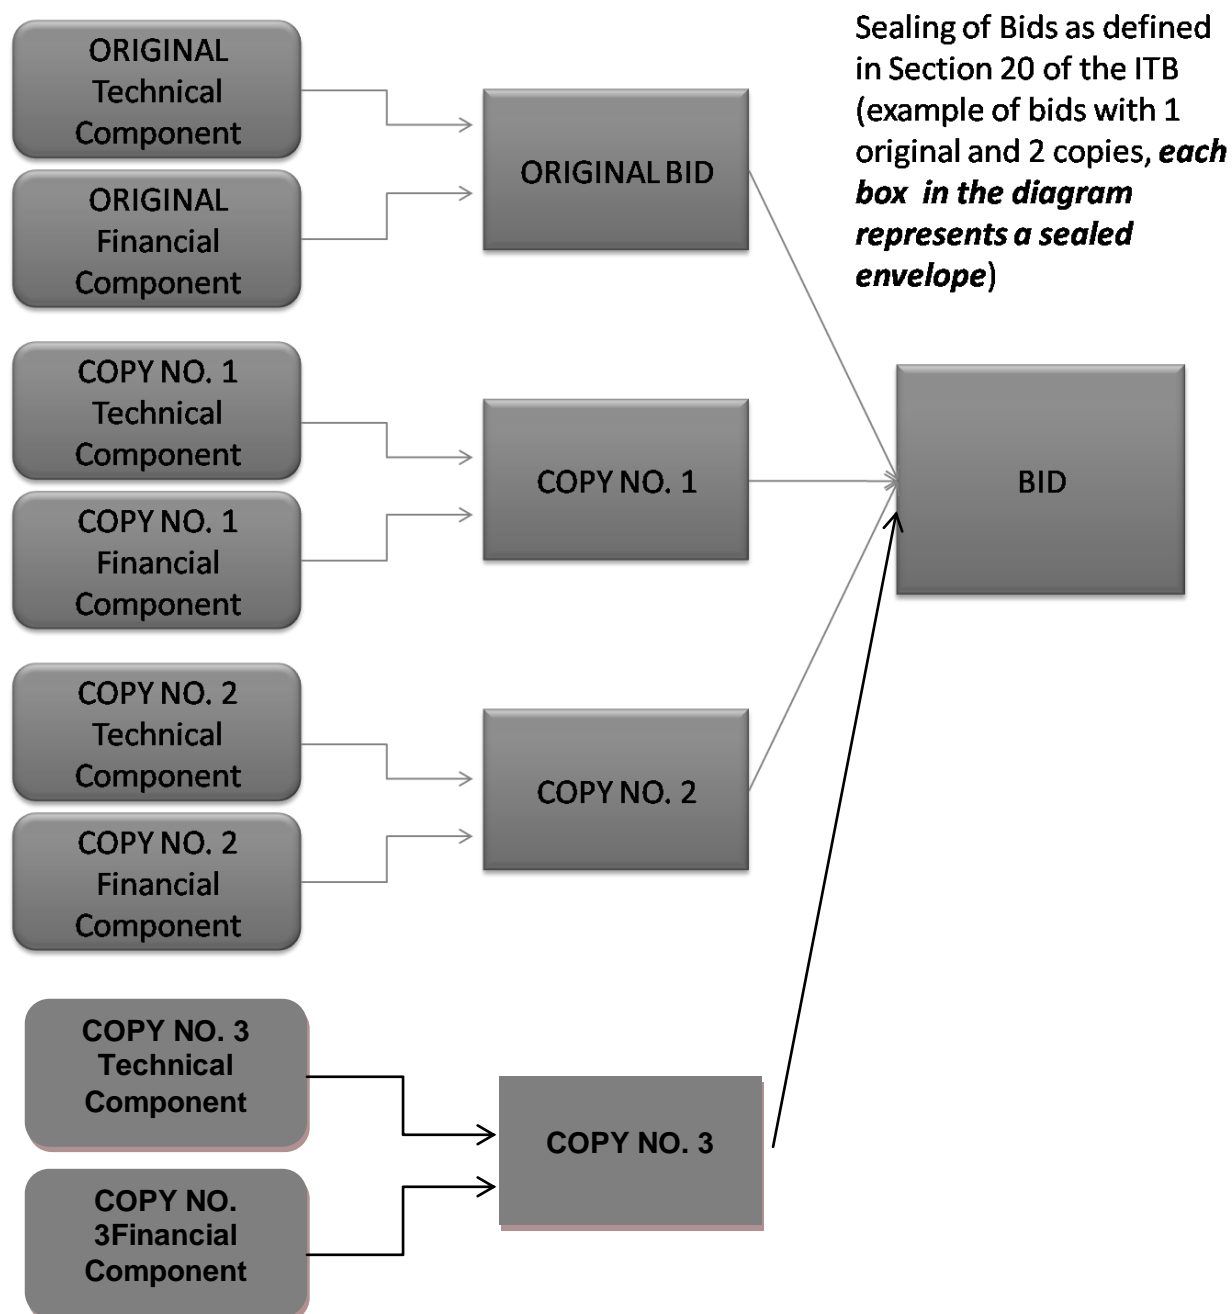 ORIGINAL
Technical
Component
ORIGINAL
Financial
Component
ORIGINAL BID
Sealing of Bids as defined
in Section 20 of the ITB
(example of bids with 1
original and 2 copies, each
box in the diagram
represents a sealed
envelope)
COPY NO. 1
Technical
Component
COPY NO. 1
Financial
Component
COPY NO. 1
BID
COPY NO. 2
Technical
Component
COPY NO. 2
Financial
Component
COPY NO. 2
COPY NO. 3
Technical
Component
COPY NO.
3Financial
Component
COPY NO. 3